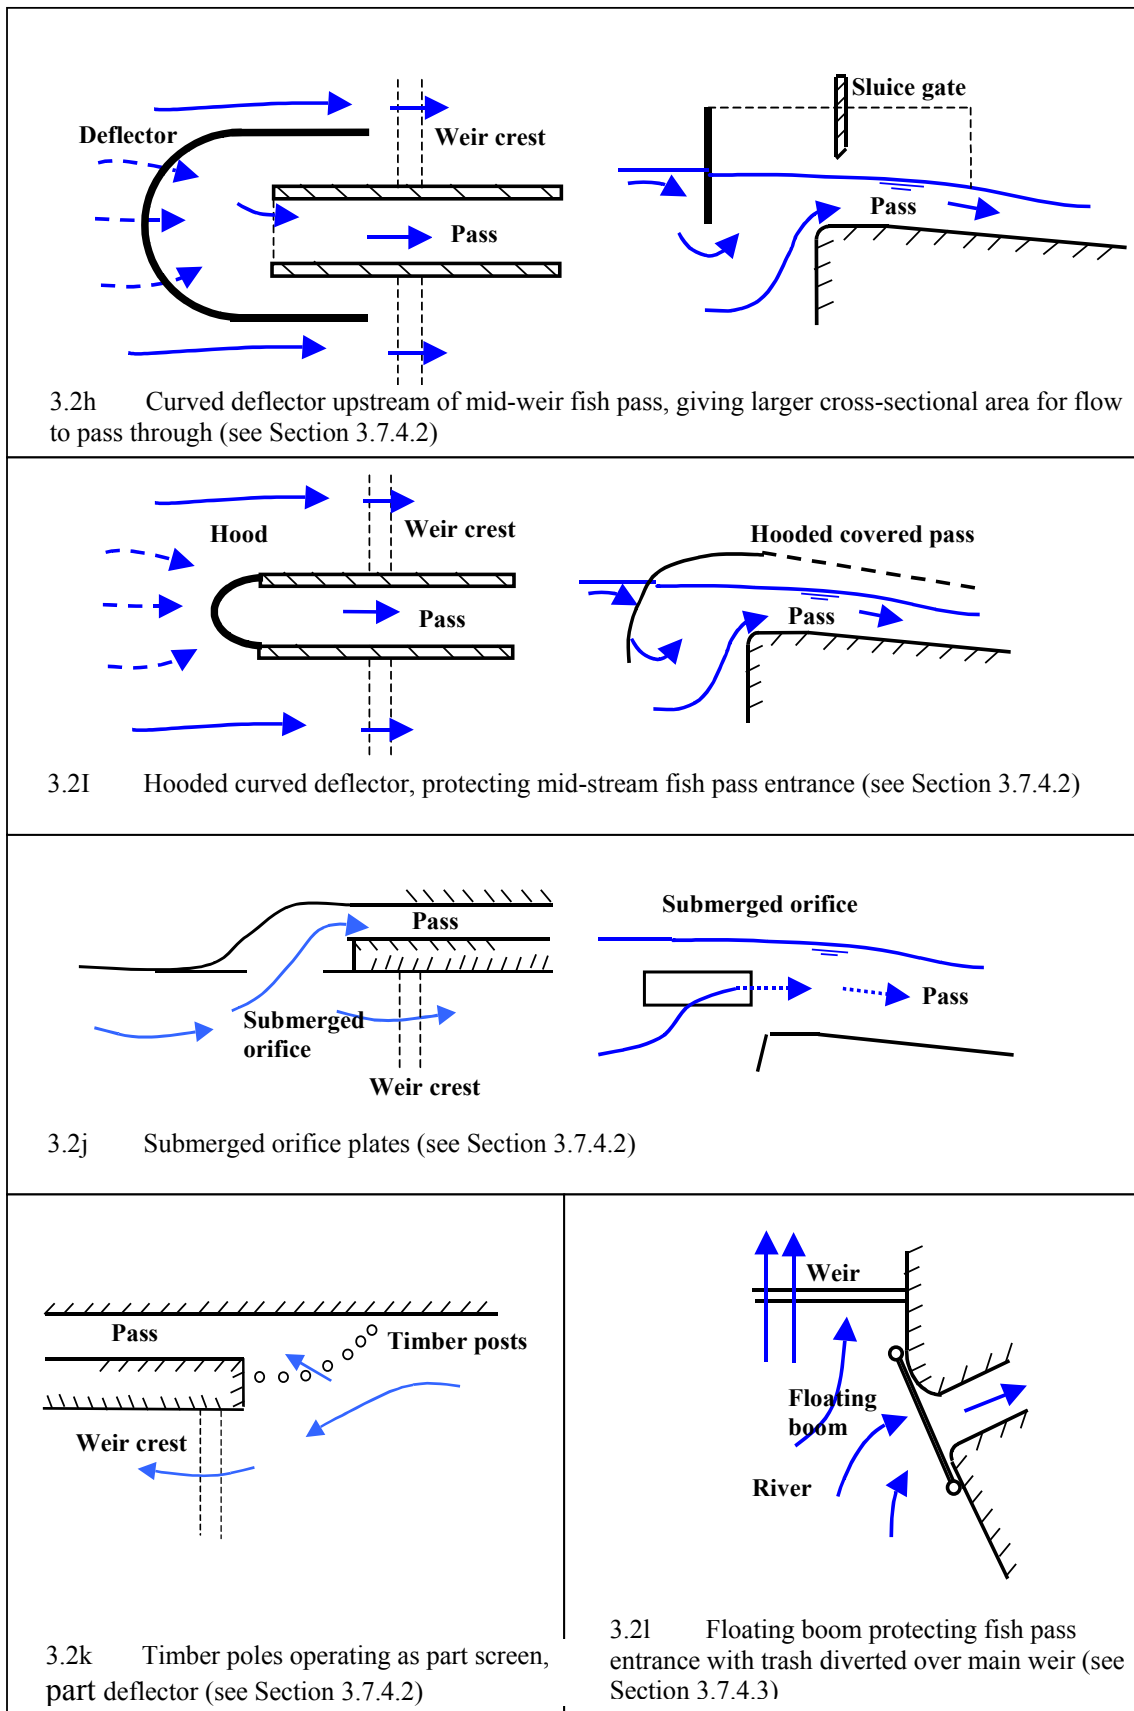 Deflector
Weir crest
Pass
Sluice gate
Pass
3.2h Curved deflector upstream of mid-weir fish pass, giving larger cross-sectional area for flow
to pass through (see Section 3.7.4.2)
Hood
Weir crest
Pass
Hooded covered pass
Pass
3.2I Hooded curved deflector, protecting mid-stream fish pass entrance (see Section 3.7.4.2)
Pass
Submerged
orifice
Weir crest
Submerged orifice
Pass
3.2j Submerged orifice plates (see Section 3.7.4.2)
Pass
Timber posts
Weir crest
3.2k Timber poles operating as part screen,
part deflector (see Section 3.7.4.2)
Weir
Floating
boom
River
3.2l Floating boom protecting fish pass
entrance with trash diverted over main weir (see
Section 3.7.4.3)